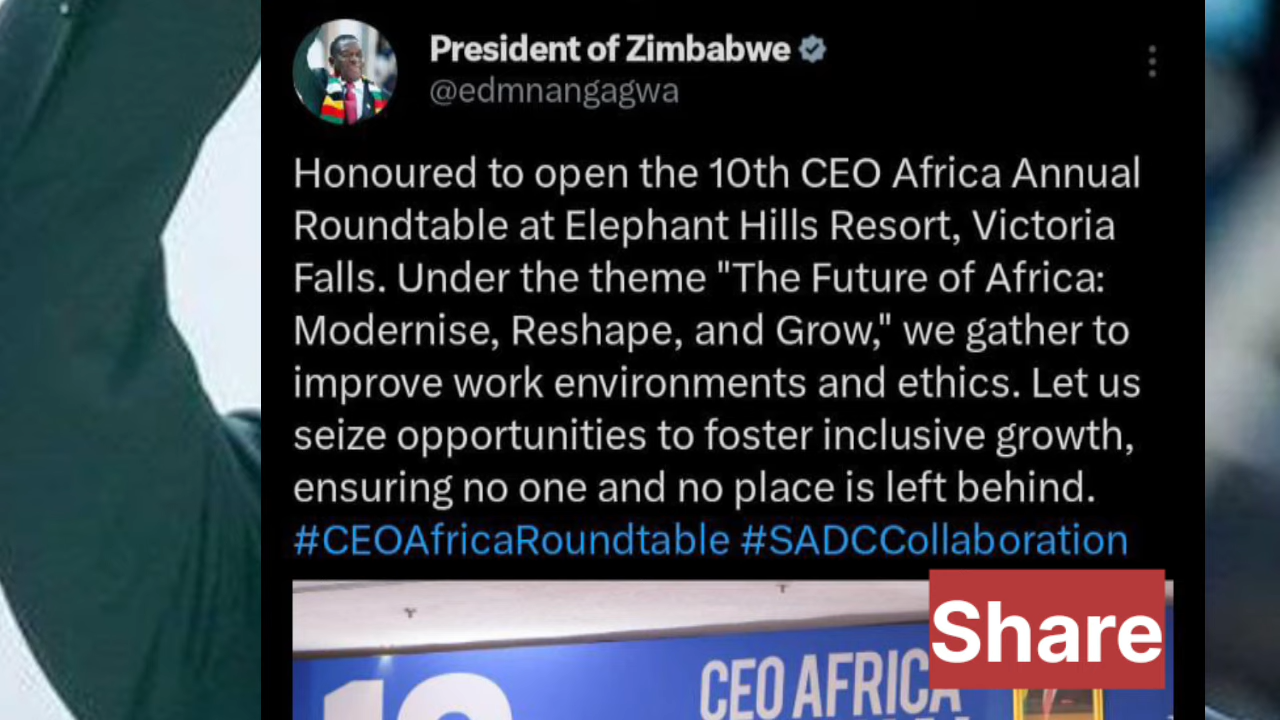 President of Zimbabwe
@edmnangagwa
Honoured to open the 10th CEO Africa Annual
Roundtable at Elephant Hills Resort, Victoria
Falls. Under the theme "The Future of Africa:
Modernise, Reshape, and Grow," we gather to
improve work environments and ethics. Let us
seize opportunities to foster inclusive growth,
ensuring no one and no place is left behind.
#CEOAfricaRoundtable #SADCCollaboration
Share
CEO AFRICA
10